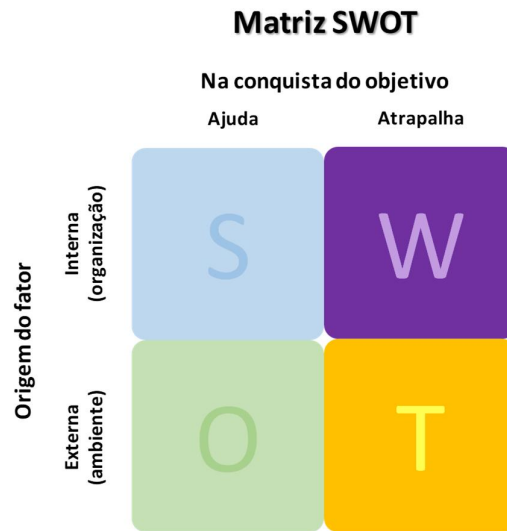 Matriz SWOT
Na conquista do objetivo
Ajuda
Atrapalha
Origem do fator
Interna
(organização)
S
W
Externa
(ambiente)
O
T